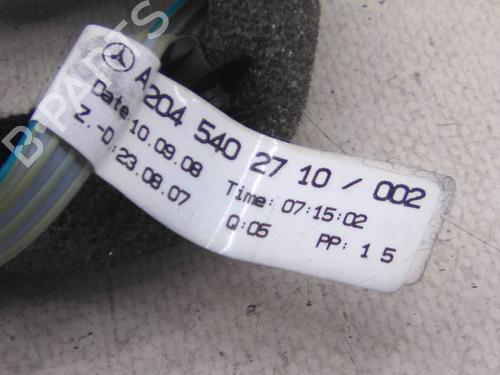 A 204 540 27 10 / 002
Date 10.09.08 Time: 07:15:02
Z.-D:23.08.07 Q:05 PP: 1 5
B-PARTS